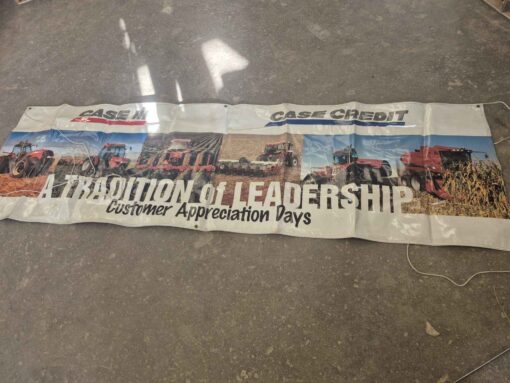 CASE IH
CASE CREDIT
A TRADITION of LEADERSHIP
Customer Appreciation Days